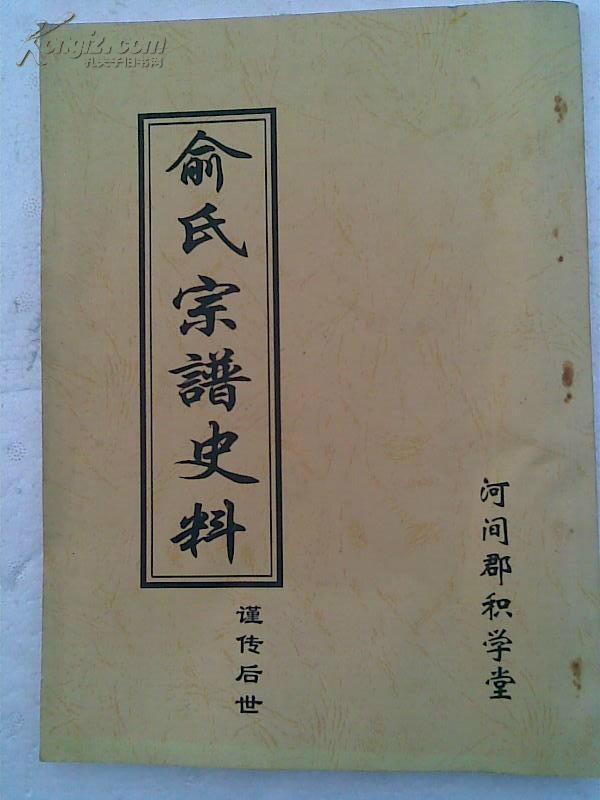 Kongfz.com
孔夫子旧书网
俞氏宗譜史料
谨传后世
河间郡积学堂